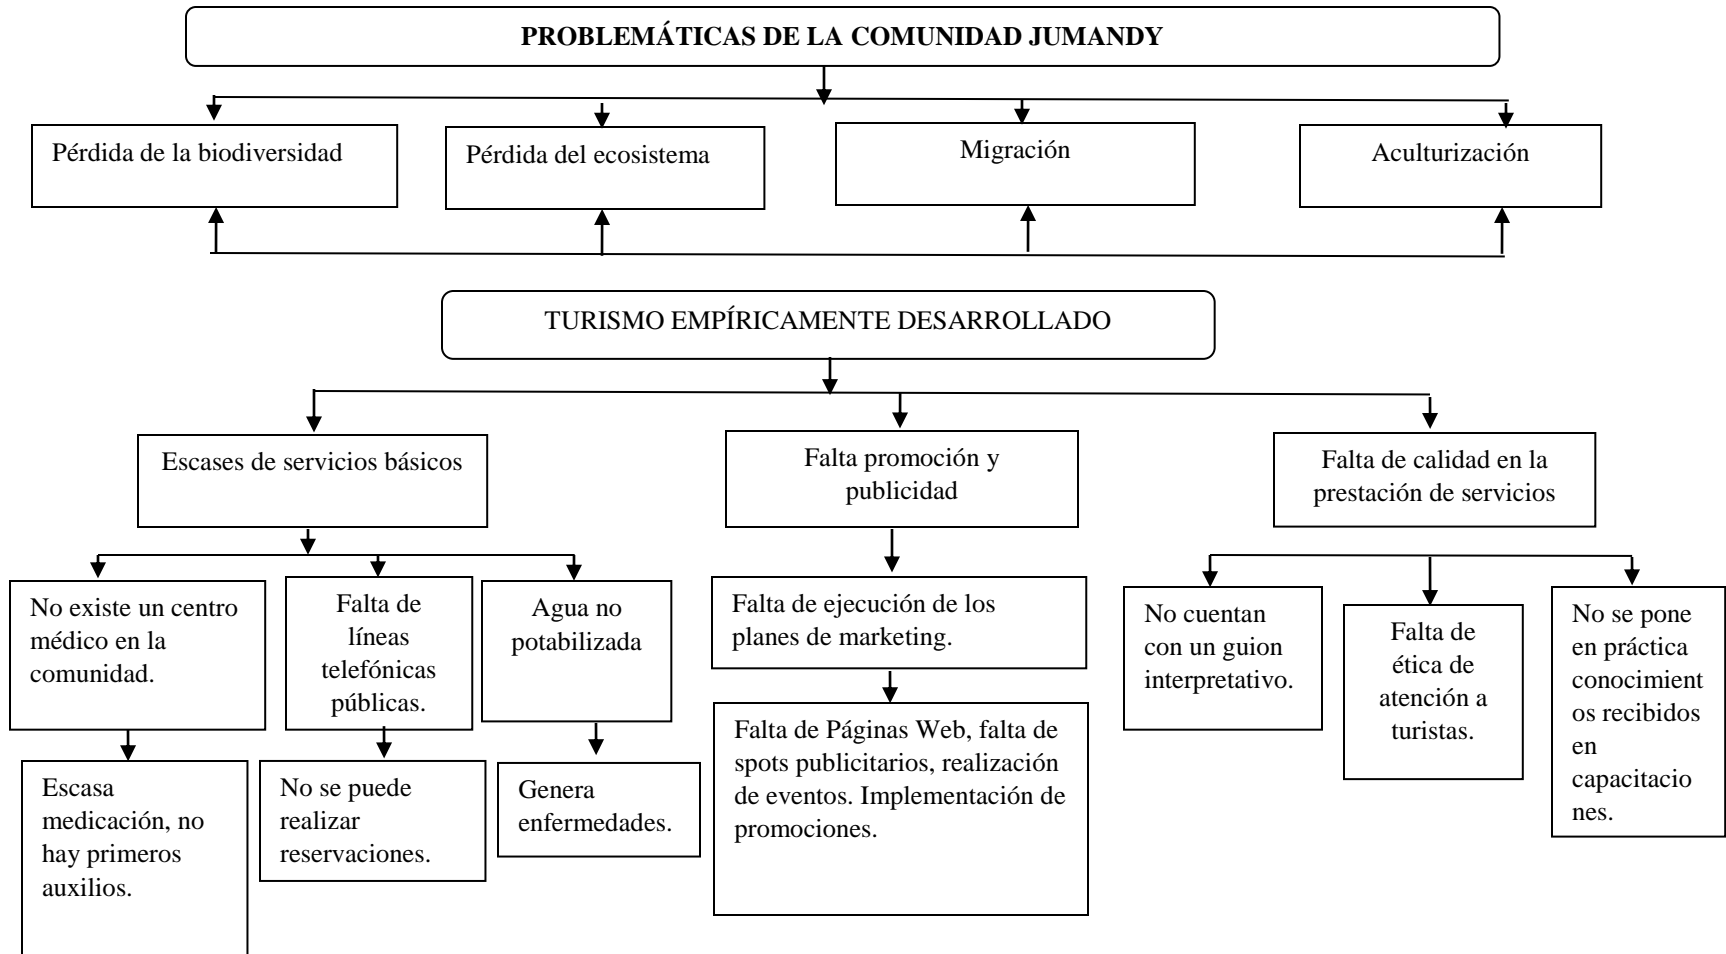 PROBLEMÁTICAS DE LA COMUNIDAD JUMANDY
Pérdida de la biodiversidad
Pérdida del ecosistema
Migración
Aculturización
TURISMO EMPÍRICAMENTE DESARROLLADO
Escases de servicios básicos
Falta promoción y
publicidad
Falta de calidad en la
prestación de servicios
No existe un centro
médico en la
comunidad.
Falta de
líneas
telefónicas
públicas.
Agua no
potabilizada
Falta de ejecución de los
planes de marketing.
No cuentan
con un guion
interpretativo.
Falta de
ética de
atención a
turistas.
No se pone
en práctica
conocimient
os recibidos
en
capacitacio
nes.
Escasa
medicación, no
hay primeros
auxilios.
No se puede
realizar
reservaciones.
Genera
enfermedades.
Falta de Páginas Web, falta de
spots publicitarios, realización
de eventos. Implementación de
promociones.